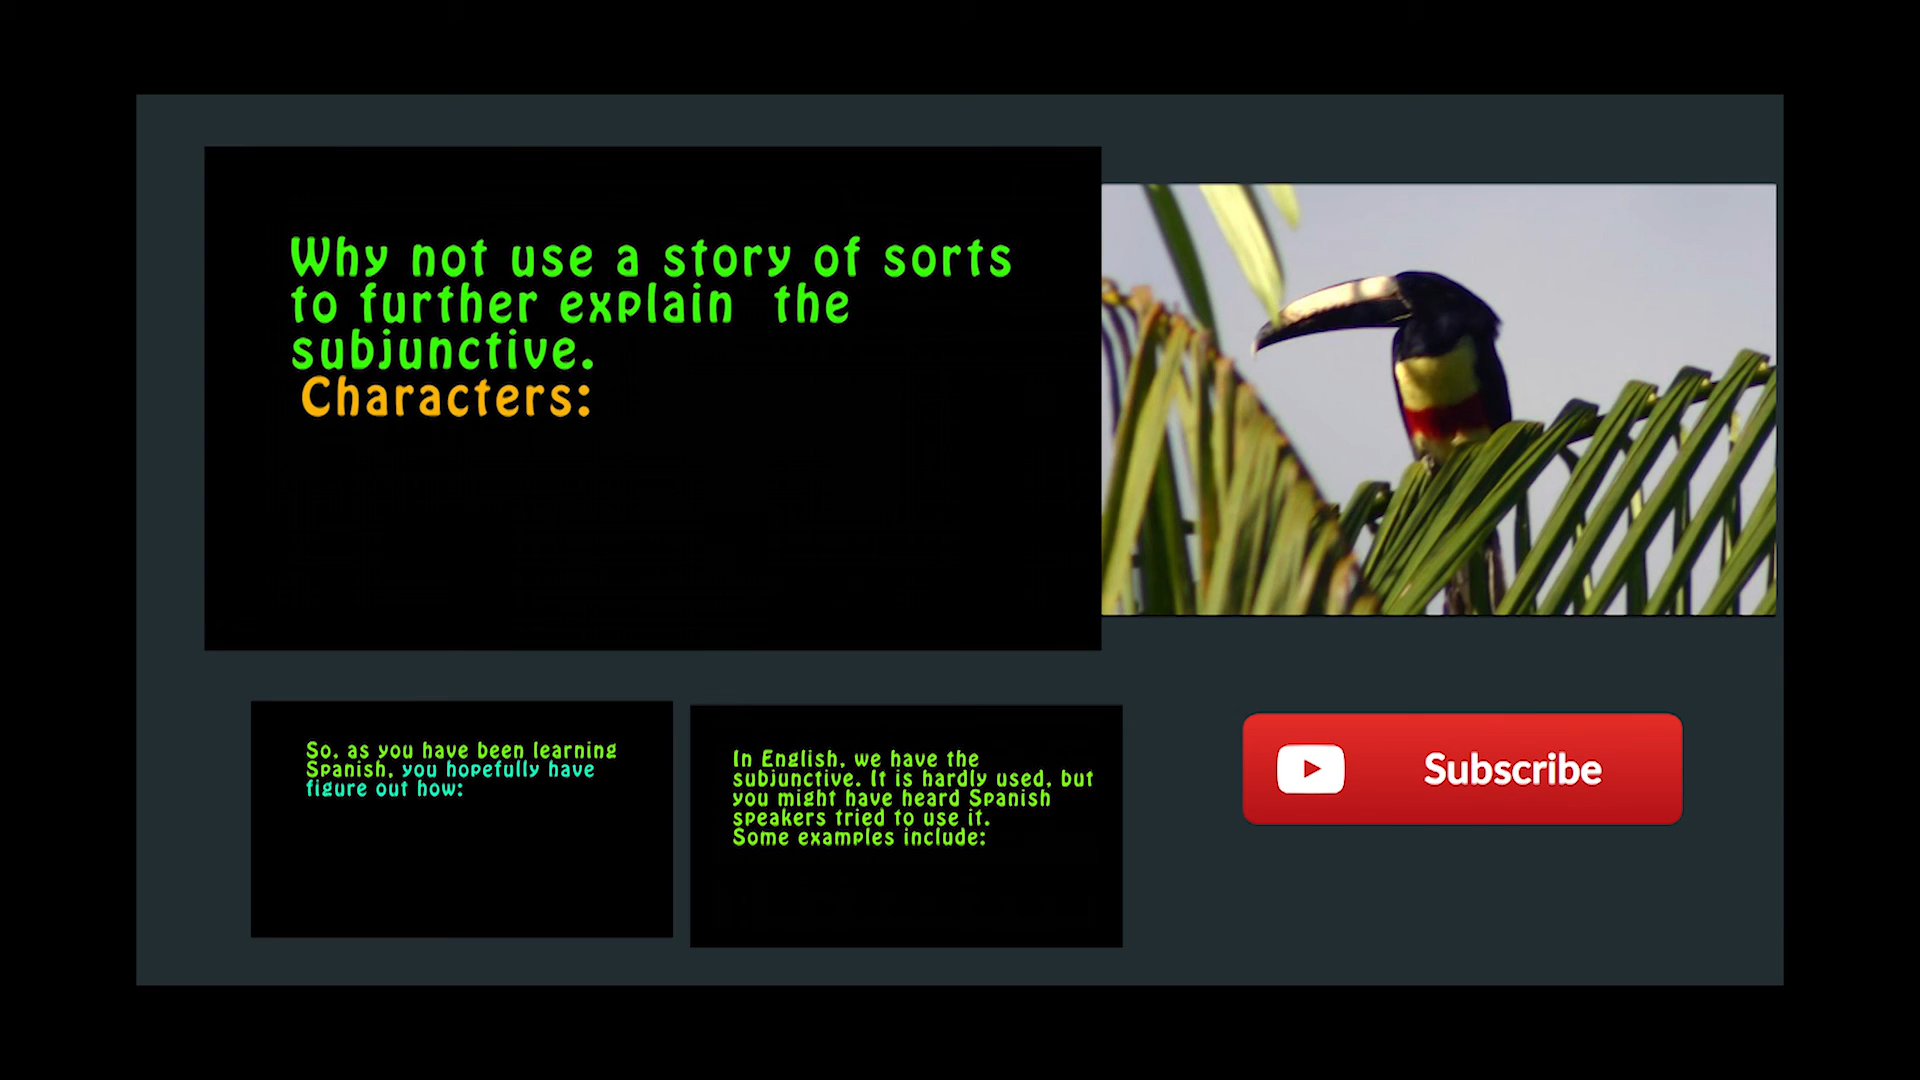 Why not use a story of sorts
to further explain the
subjunctive.
Characters:
So, as you have been learning
Spanish, you hopefully have
figure out how:
In English, we have the
subjunctive. It is hardly used, but
you might have heard Spanish
speakers tried to use it.
Some examples include:
Subscribe